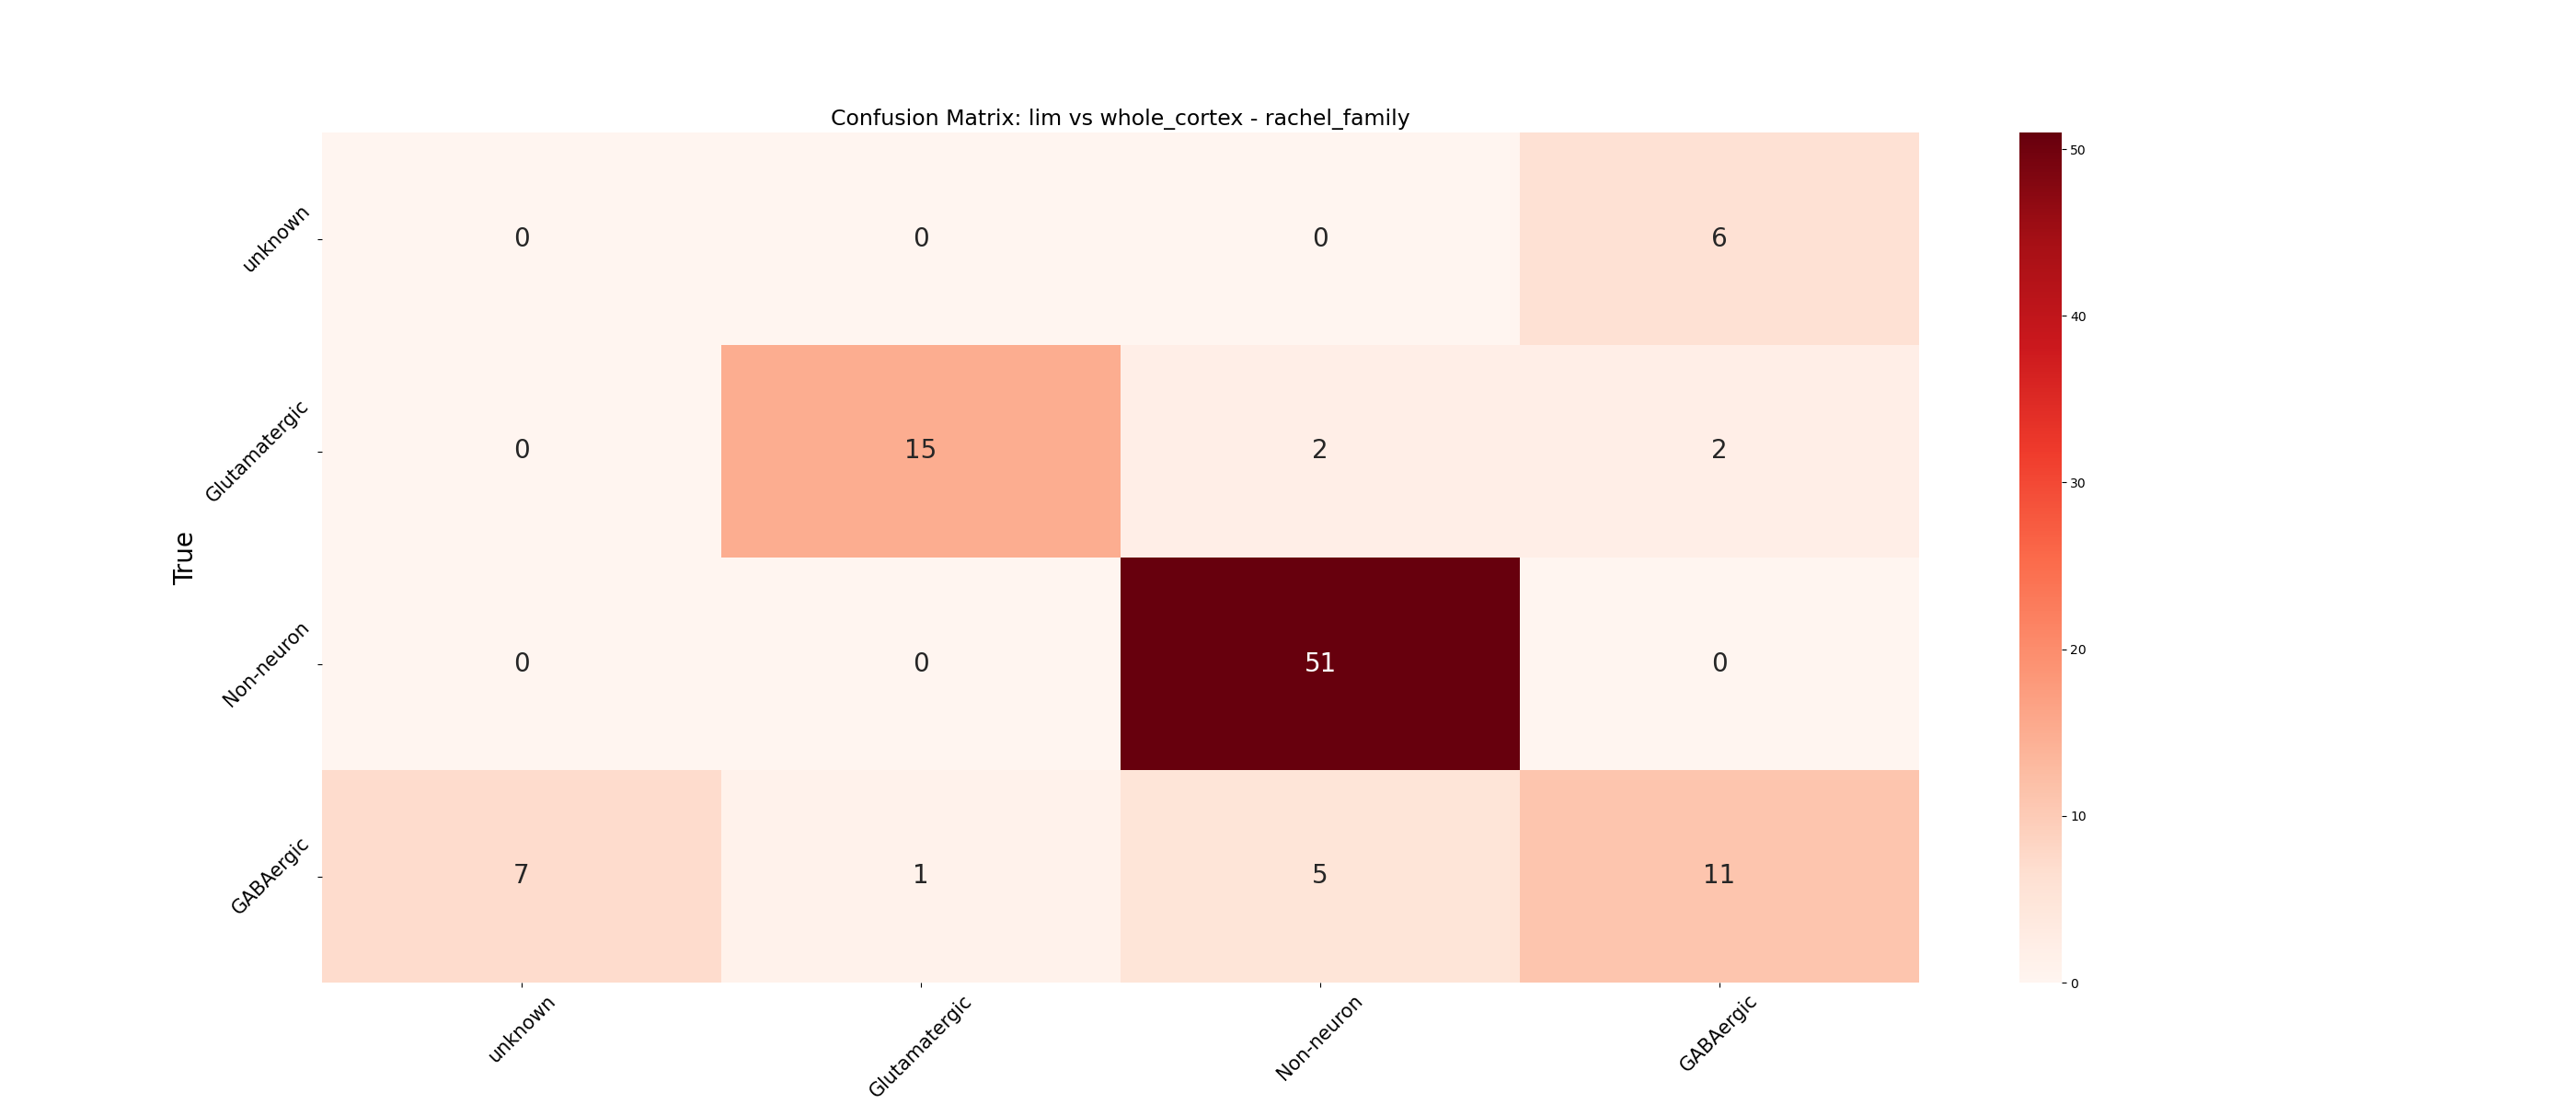 Confusion Matrix: lim vs whole_cortex - rachel_family
True
unknown 0 0 0 6
Glutamatergic 0 15 2 2
Non-neuron 0 0 51 0
GABAergic 7 1 5 11
unknown Glutamatergic Non-neuron GABAergic
50
40
30
20
10
0